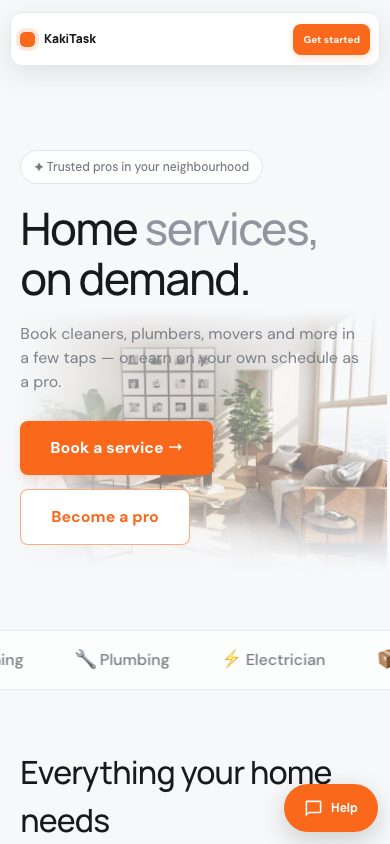 KakiTask
Get started
✦ Trusted pros in your neighbourhood
Home services,
on demand.
Book cleaners, plumbers, movers and more in
a few taps — or earn on your own schedule as
a pro.
Book a service →
Become a pro
ing
🔧 Plumbing
⚡ Electrician
Everything your home
needs
Help